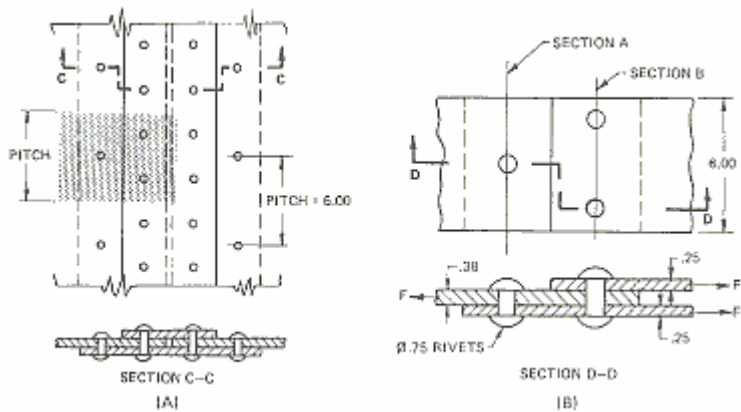 C
C
PITCH
PITCH = 6.00
SECTION C–C
(A)
SECTION A
SECTION B
D
D
6.00
.38
.25
F
F
F
.25
Ø.75 RIVETS
SECTION D–D
(B)